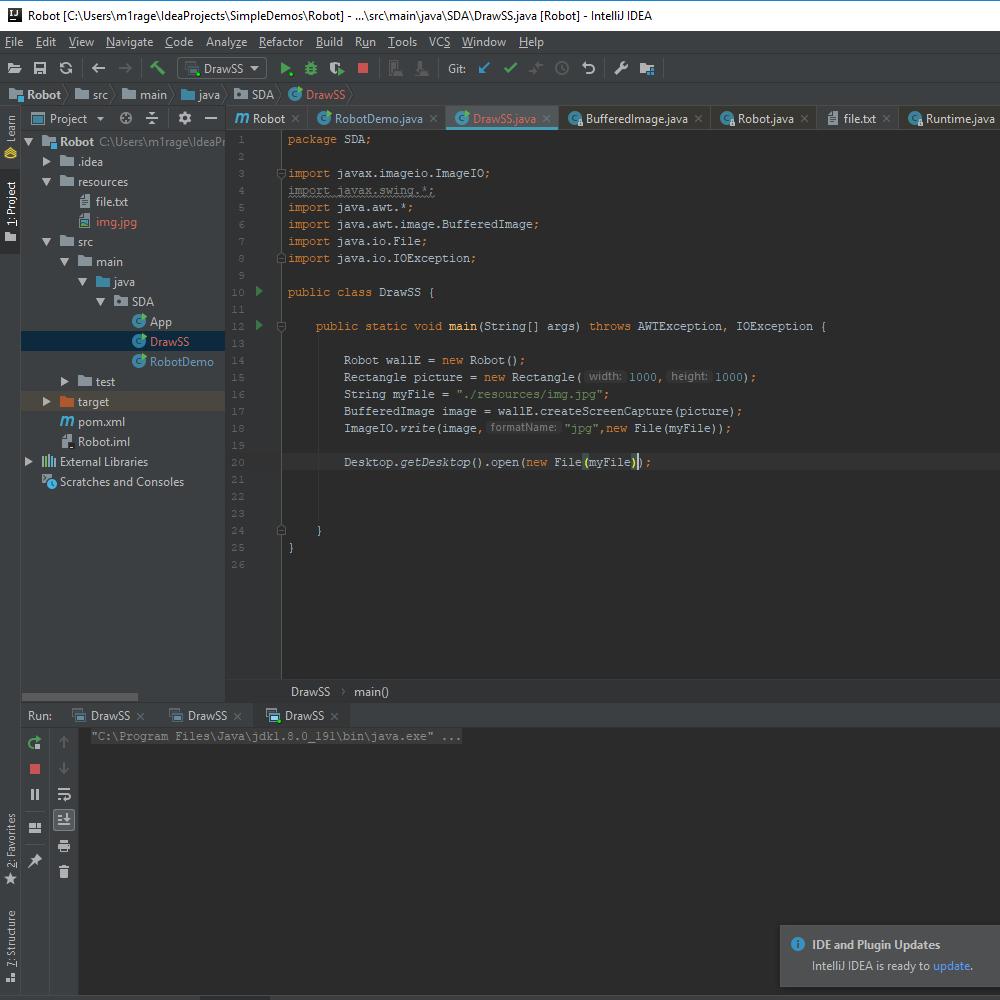 Robot [C:\Users\m1rage\IdeaProjects\SimpleDemos\Robot] - ...\src\main\java\SDA\DrawSS.java [Robot] - IntelliJ IDEA
File Edit View Navigate Code Analyze Refactor Build Run Tools VCS Window Help
DrawSS Git:
Robot src main java SDA DrawSS
Project
Robot RobotDemo.java DrawSS.java BufferedImage.java Robot.java file.txt Runtime.java
Learn
1: Project
2: Favorites
7: Structure
Robot C:\Users\m1rage\IdeaPr
.idea
resources
file.txt
img.jpg
src
main
java
SDA
App
DrawSS
RobotDemo
test
target
pom.xml
Robot.iml
External Libraries
Scratches and Consoles
1 package SDA;
2
3 import javax.imageio.ImageIO;
4 import javax.swing.*;
5 import java.awt.*;
6 import java.awt.image.BufferedImage;
7 import java.io.File;
8 import java.io.IOException;
9
10 public class DrawSS {
11
12 public static void main(String[] args) throws AWTException, IOException {
13
14 Robot wallE = new Robot();
15 Rectangle picture = new Rectangle( width: 1000, height: 1000);
16 String myFile = "./resources/img.jpg";
17 BufferedImage image = wallE.createScreenCapture(picture);
18 ImageIO.write(image, formatName: "jpg",new File(myFile));
19
20 Desktop.getDesktop().open(new File(myFile));
21
22
23
24 }
25 }
26
DrawSS main()
Run: DrawSS DrawSS DrawSS
"C:\Program Files\Java\jdk1.8.0_191\bin\java.exe" ...
IDE and Plugin Updates
IntelliJ IDEA is ready to update.